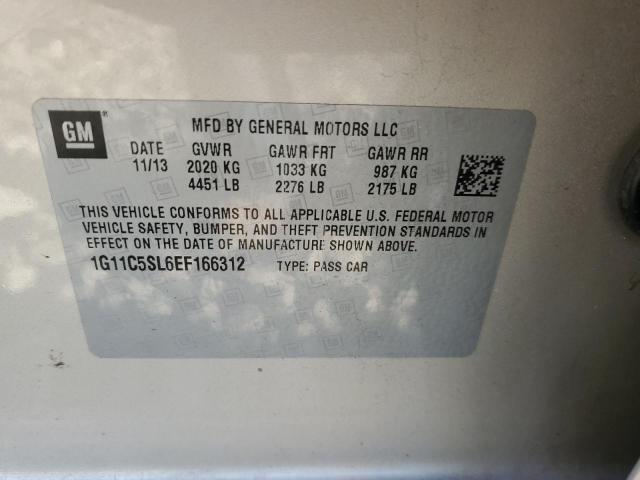 GM ®
MFD BY GENERAL MOTORS LLC
DATE GVWR GAWR FRT GAWR RR
11/13 2020 KG 1033 KG 987 KG
4451 LB 2276 LB 2175 LB
THIS VEHICLE CONFORMS TO ALL APPLICABLE U.S. FEDERAL MOTOR
VEHICLE SAFETY, BUMPER, AND THEFT PREVENTION STANDARDS IN
EFFECT ON THE DATE OF MANUFACTURE SHOWN ABOVE.
1G11C5SL6EF166312 TYPE: PASS CAR